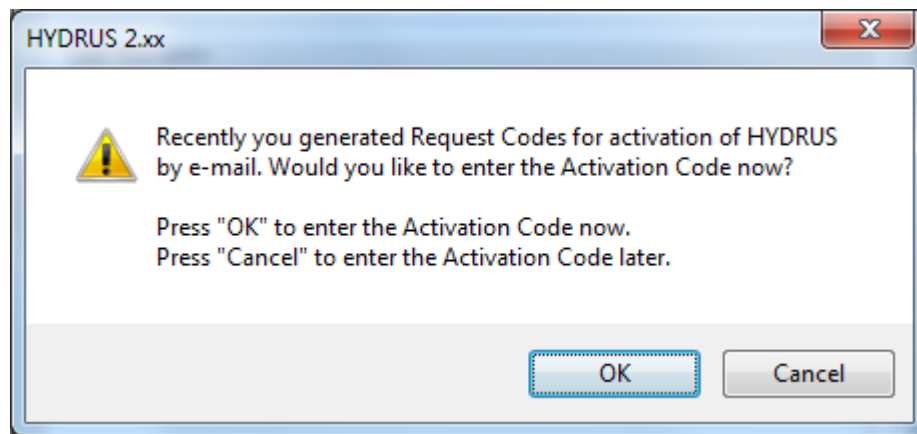 HYDRUS 2.xx
Recently you generated Request Codes for activation of HYDRUS
by e-mail. Would you like to enter the Activation Code now?
Press "OK" to enter the Activation Code now.
Press "Cancel" to enter the Activation Code later.
OK
Cancel